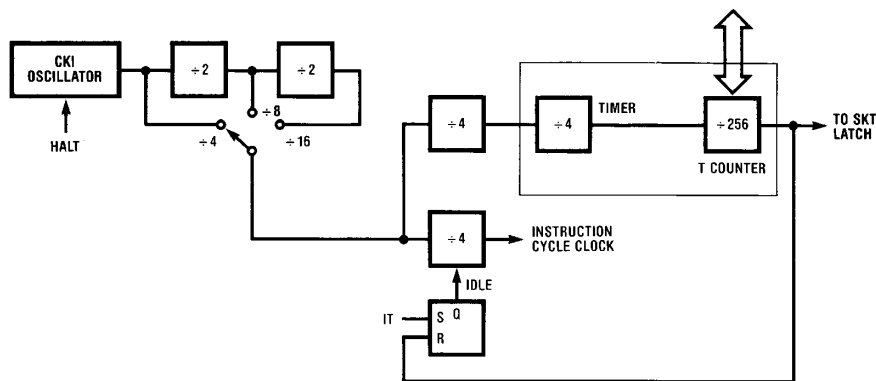 CKI
OSCILLATOR
HALT
÷2
÷2
÷4
÷8
÷16
÷4
÷4
TIMER
÷256
T COUNTER
TO SKT
LATCH
÷4
INSTRUCTION
CYCLE CLOCK
IDLE
IT
S Q
R